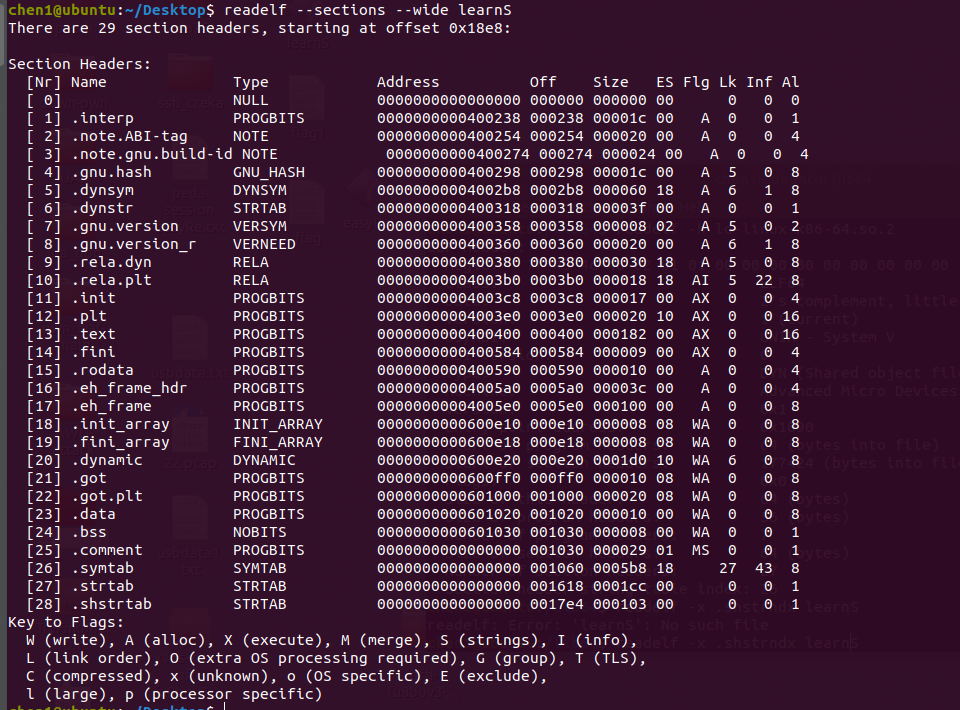 chen1@ubuntu:~/Desktop$ readelf --sections --wide learnS
There are 29 section headers, starting at offset 0x18e8:
Section Headers:
[Nr] Name Type Address Off Size ES Flg Lk Inf Al
[ 0] NULL 0000000000000000 000000 000000 00 0 0 0
[ 1] .interp PROGBITS 0000000000400238 000238 00001c 00 A 0 0 1
[ 2] .note.ABI-tag NOTE 0000000000400254 000254 000020 00 A 0 0 4
[ 3] .note.gnu.build-id NOTE 0000000000400274 000274 000024 00 A 0 0 4
[ 4] .gnu.hash GNU_HASH 0000000000400298 000298 00001c 00 A 5 0 8
[ 5] .dynsym DYNSYM 00000000004002b8 0002b8 000060 18 A 6 1 8
[ 6] .dynstr STRTAB 0000000000400318 000318 00003f 00 A 0 0 1
[ 7] .gnu.version VERSYM 0000000000400358 000358 000008 02 A 5 0 2
[ 8] .gnu.version_r VERNEED 0000000000400360 000360 000020 00 A 6 1 8
[ 9] .rela.dyn RELA 0000000000400380 000380 000030 18 A 5 0 8
[10] .rela.plt RELA 00000000004003b0 0003b0 000018 18 AI 5 22 8
[11] .init PROGBITS 00000000004003c8 0003c8 000017 00 AX 0 0 4
[12] .plt PROGBITS 00000000004003e0 0003e0 000020 10 AX 0 0 16
[13] .text PROGBITS 0000000000400400 000400 000182 00 AX 0 0 16
[14] .fini PROGBITS 0000000000400584 000584 000009 00 AX 0 0 4
[15] .rodata PROGBITS 0000000000400590 000590 000010 00 A 0 0 4
[16] .eh_frame_hdr PROGBITS 00000000004005a0 0005a0 00003c 00 A 0 0 4
[17] .eh_frame PROGBITS 00000000004005e0 0005e0 000100 00 A 0 0 8
[18] .init_array INIT_ARRAY 0000000000600e10 000e10 000008 08 WA 0 0 8
[19] .fini_array FINI_ARRAY 0000000000600e18 000e18 000008 08 WA 0 0 8
[20] .dynamic DYNAMIC 0000000000600e20 000e20 0001d0 10 WA 6 0 8
[21] .got PROGBITS 0000000000600ff0 000ff0 000010 08 WA 0 0 8
[22] .got.plt PROGBITS 0000000000601000 001000 000020 08 WA 0 0 8
[23] .data PROGBITS 0000000000601020 001020 000010 00 WA 0 0 8
[24] .bss NOBITS 0000000000601030 001030 000008 00 WA 0 0 1
[25] .comment PROGBITS 0000000000000000 001030 000029 01 MS 0 0 1
[26] .symtab SYMTAB 0000000000000000 001060 0005b8 18 27 43 8
[27] .strtab STRTAB 0000000000000000 001618 0001cc 00 0 0 1
[28] .shstrtab STRTAB 0000000000000000 0017e4 000103 00 0 0 1
Key to Flags:
W (write), A (alloc), X (execute), M (merge), S (strings), I (info),
L (link order), O (extra OS processing required), G (group), T (TLS),
C (compressed), x (unknown), o (OS specific), E (exclude),
l (large), p (processor specific)
chen1@ubuntu:~/Desktop$